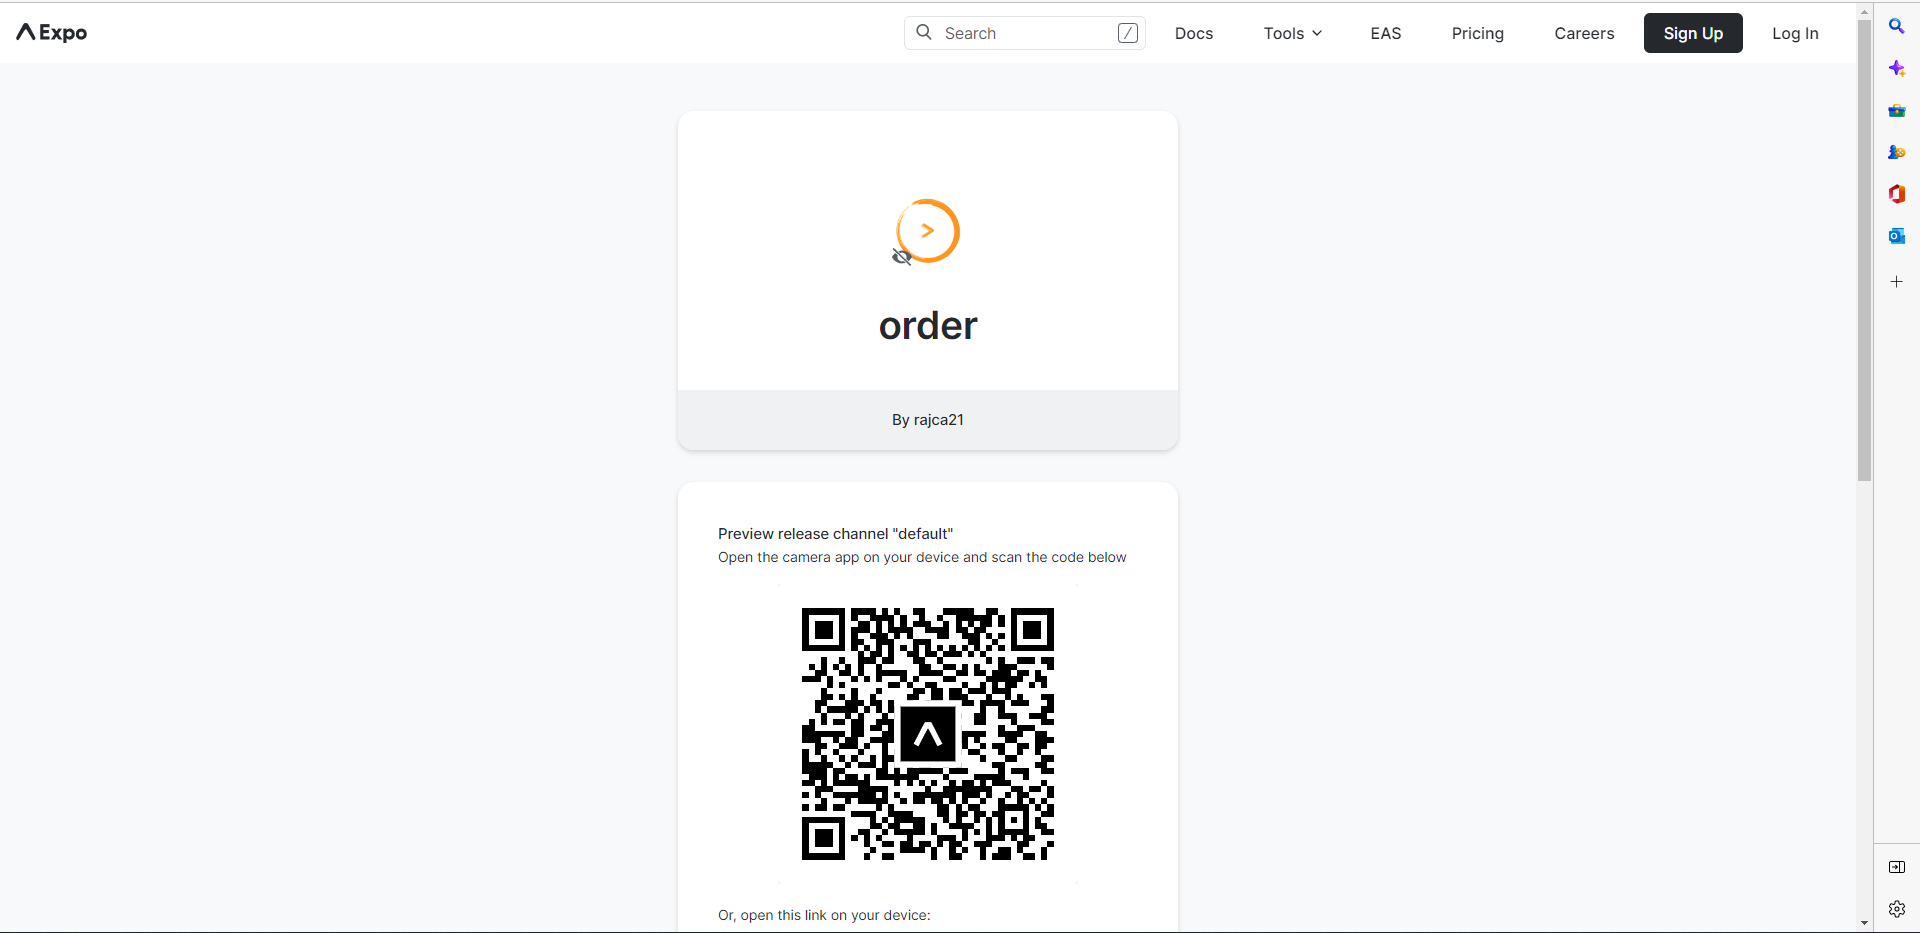 Expo
Search
/
Docs
Tools
EAS
Pricing
Careers
Sign Up
Log In
order
By rajca21
Preview release channel "default"
Open the camera app on your device and scan the code below
Or, open this link on your device: